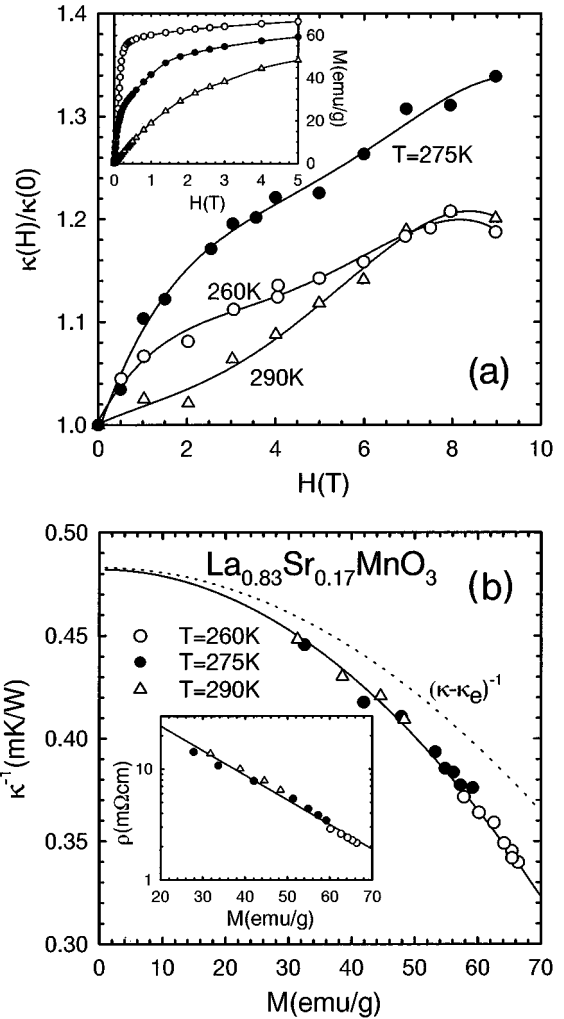 60
40
20
0
M(emu/g)
0 1 2 3 4 5
H(T)
1.4
1.3
1.2
1.1
1.0
κ(H)/κ(0)
T=275K
260K
290K
(a)
0 2 4 6 8 10
H(T)
0.50
0.45
0.40
0.35
0.30
κ⁻¹(mK/W)
La₀.₈₃Sr₀.₁₇MnO₃
(b)
T=260K
T=275K
T=290K
(κ-κₑ)⁻¹
10
1
ρ(mΩcm)
20 30 40 50 60 70
M(emu/g)
0 10 20 30 40 50 60 70
M(emu/g)